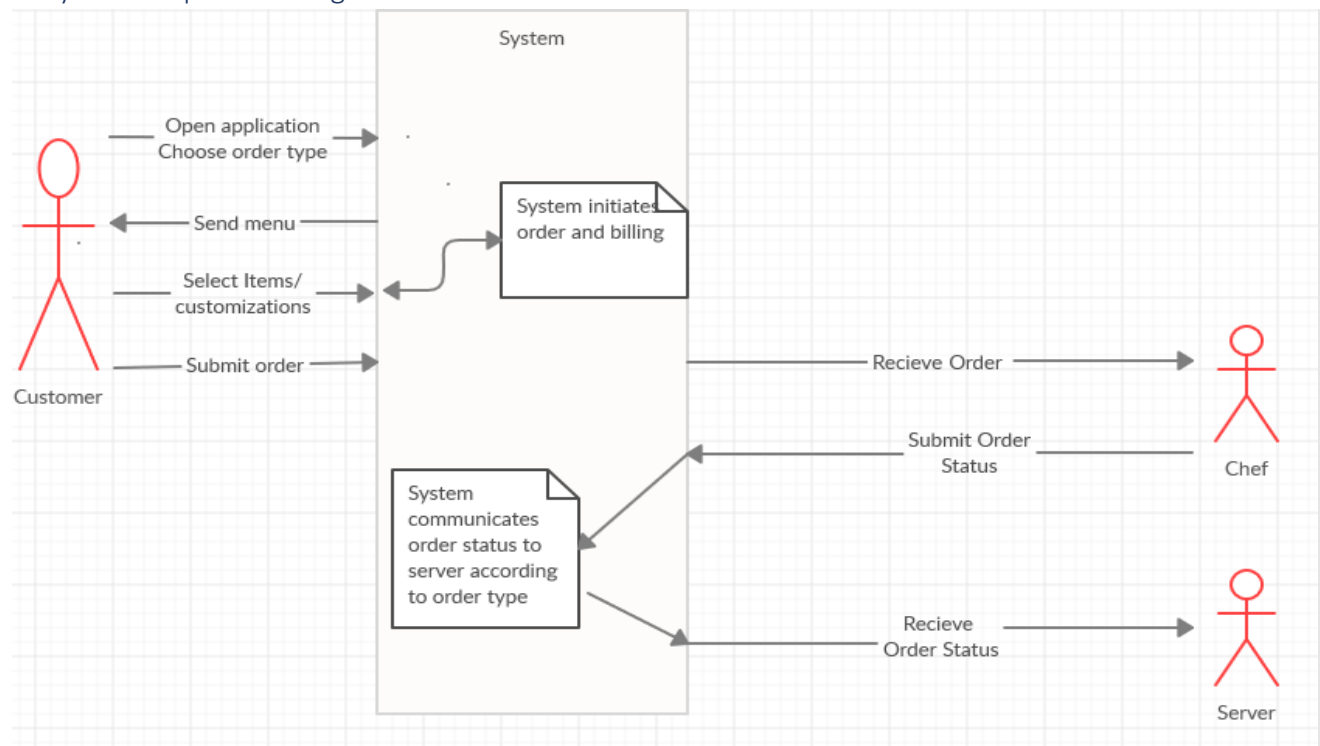 System
Open application
Choose order type
Send menu
System initiates
order and billing
Select Items/
customizations
Submit order
Customer
Recieve Order
Submit Order
Status
Chef
System
communicates
order status to
server according
to order type
Recieve
Order Status
Server